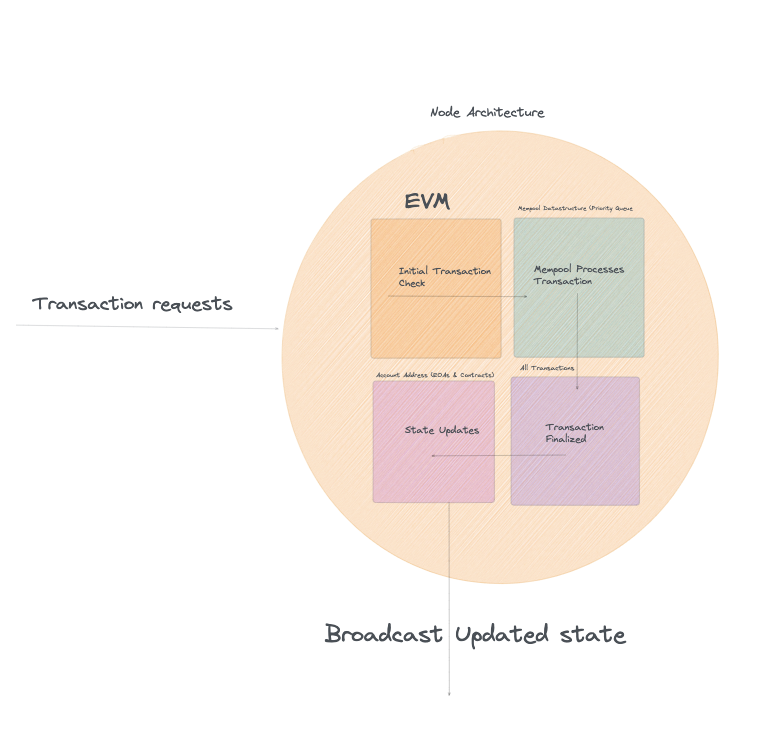 Node Architecture
EVM
Mempool Datastructure (Priority Queue
Initial Transaction
Check
Mempool Processes
Transaction
Transaction requests
Account Address (EOAs & Contracts)
All Transactions
State Updates
Transaction
Finalized
Broadcast Updated state